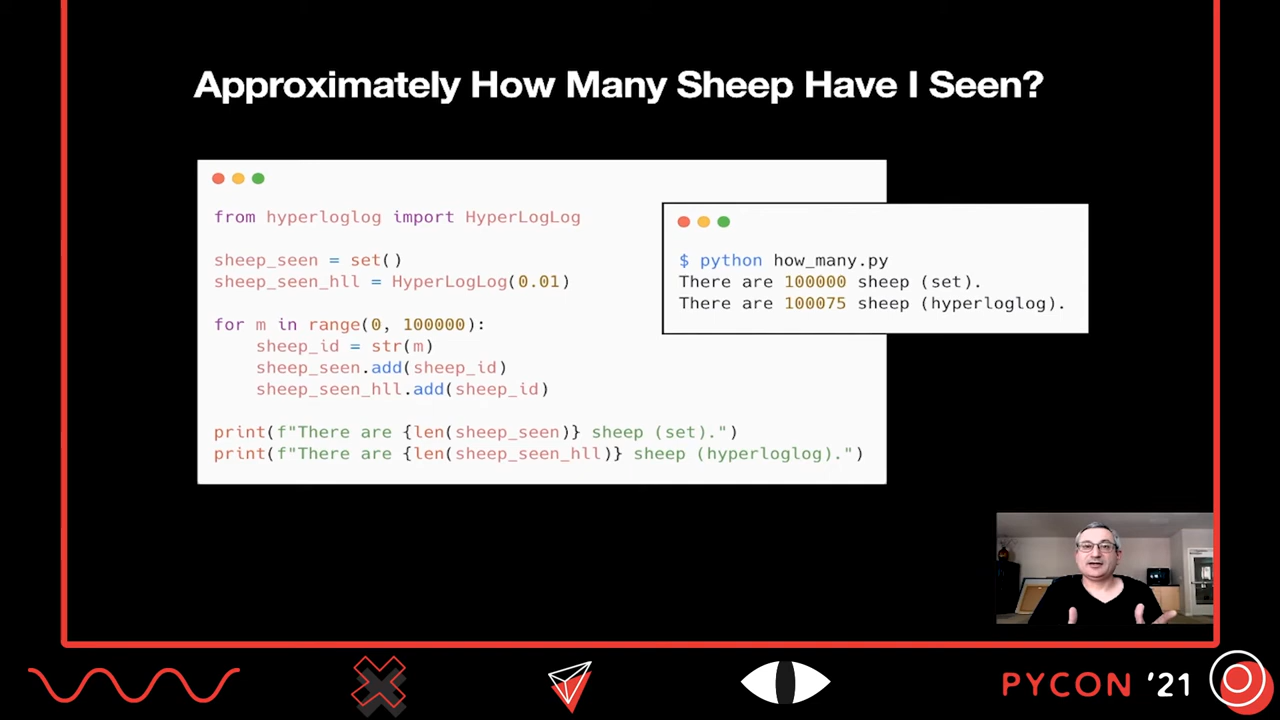 Approximately How Many Sheep Have I Seen?
from hyperloglog import HyperLogLog
sheep_seen = set()
sheep_seen_hll = HyperLogLog(0.01)
for m in range(0, 100000):
    sheep_id = str(m)
    sheep_seen.add(sheep_id)
    sheep_seen_hll.add(sheep_id)
print(f"There are {len(sheep_seen)} sheep (set).")
print(f"There are {len(sheep_seen_hll)} sheep (hyperloglog).")
$ python how_many.py
There are 100000 sheep (set).
There are 100075 sheep (hyperloglog).
PYCON '21